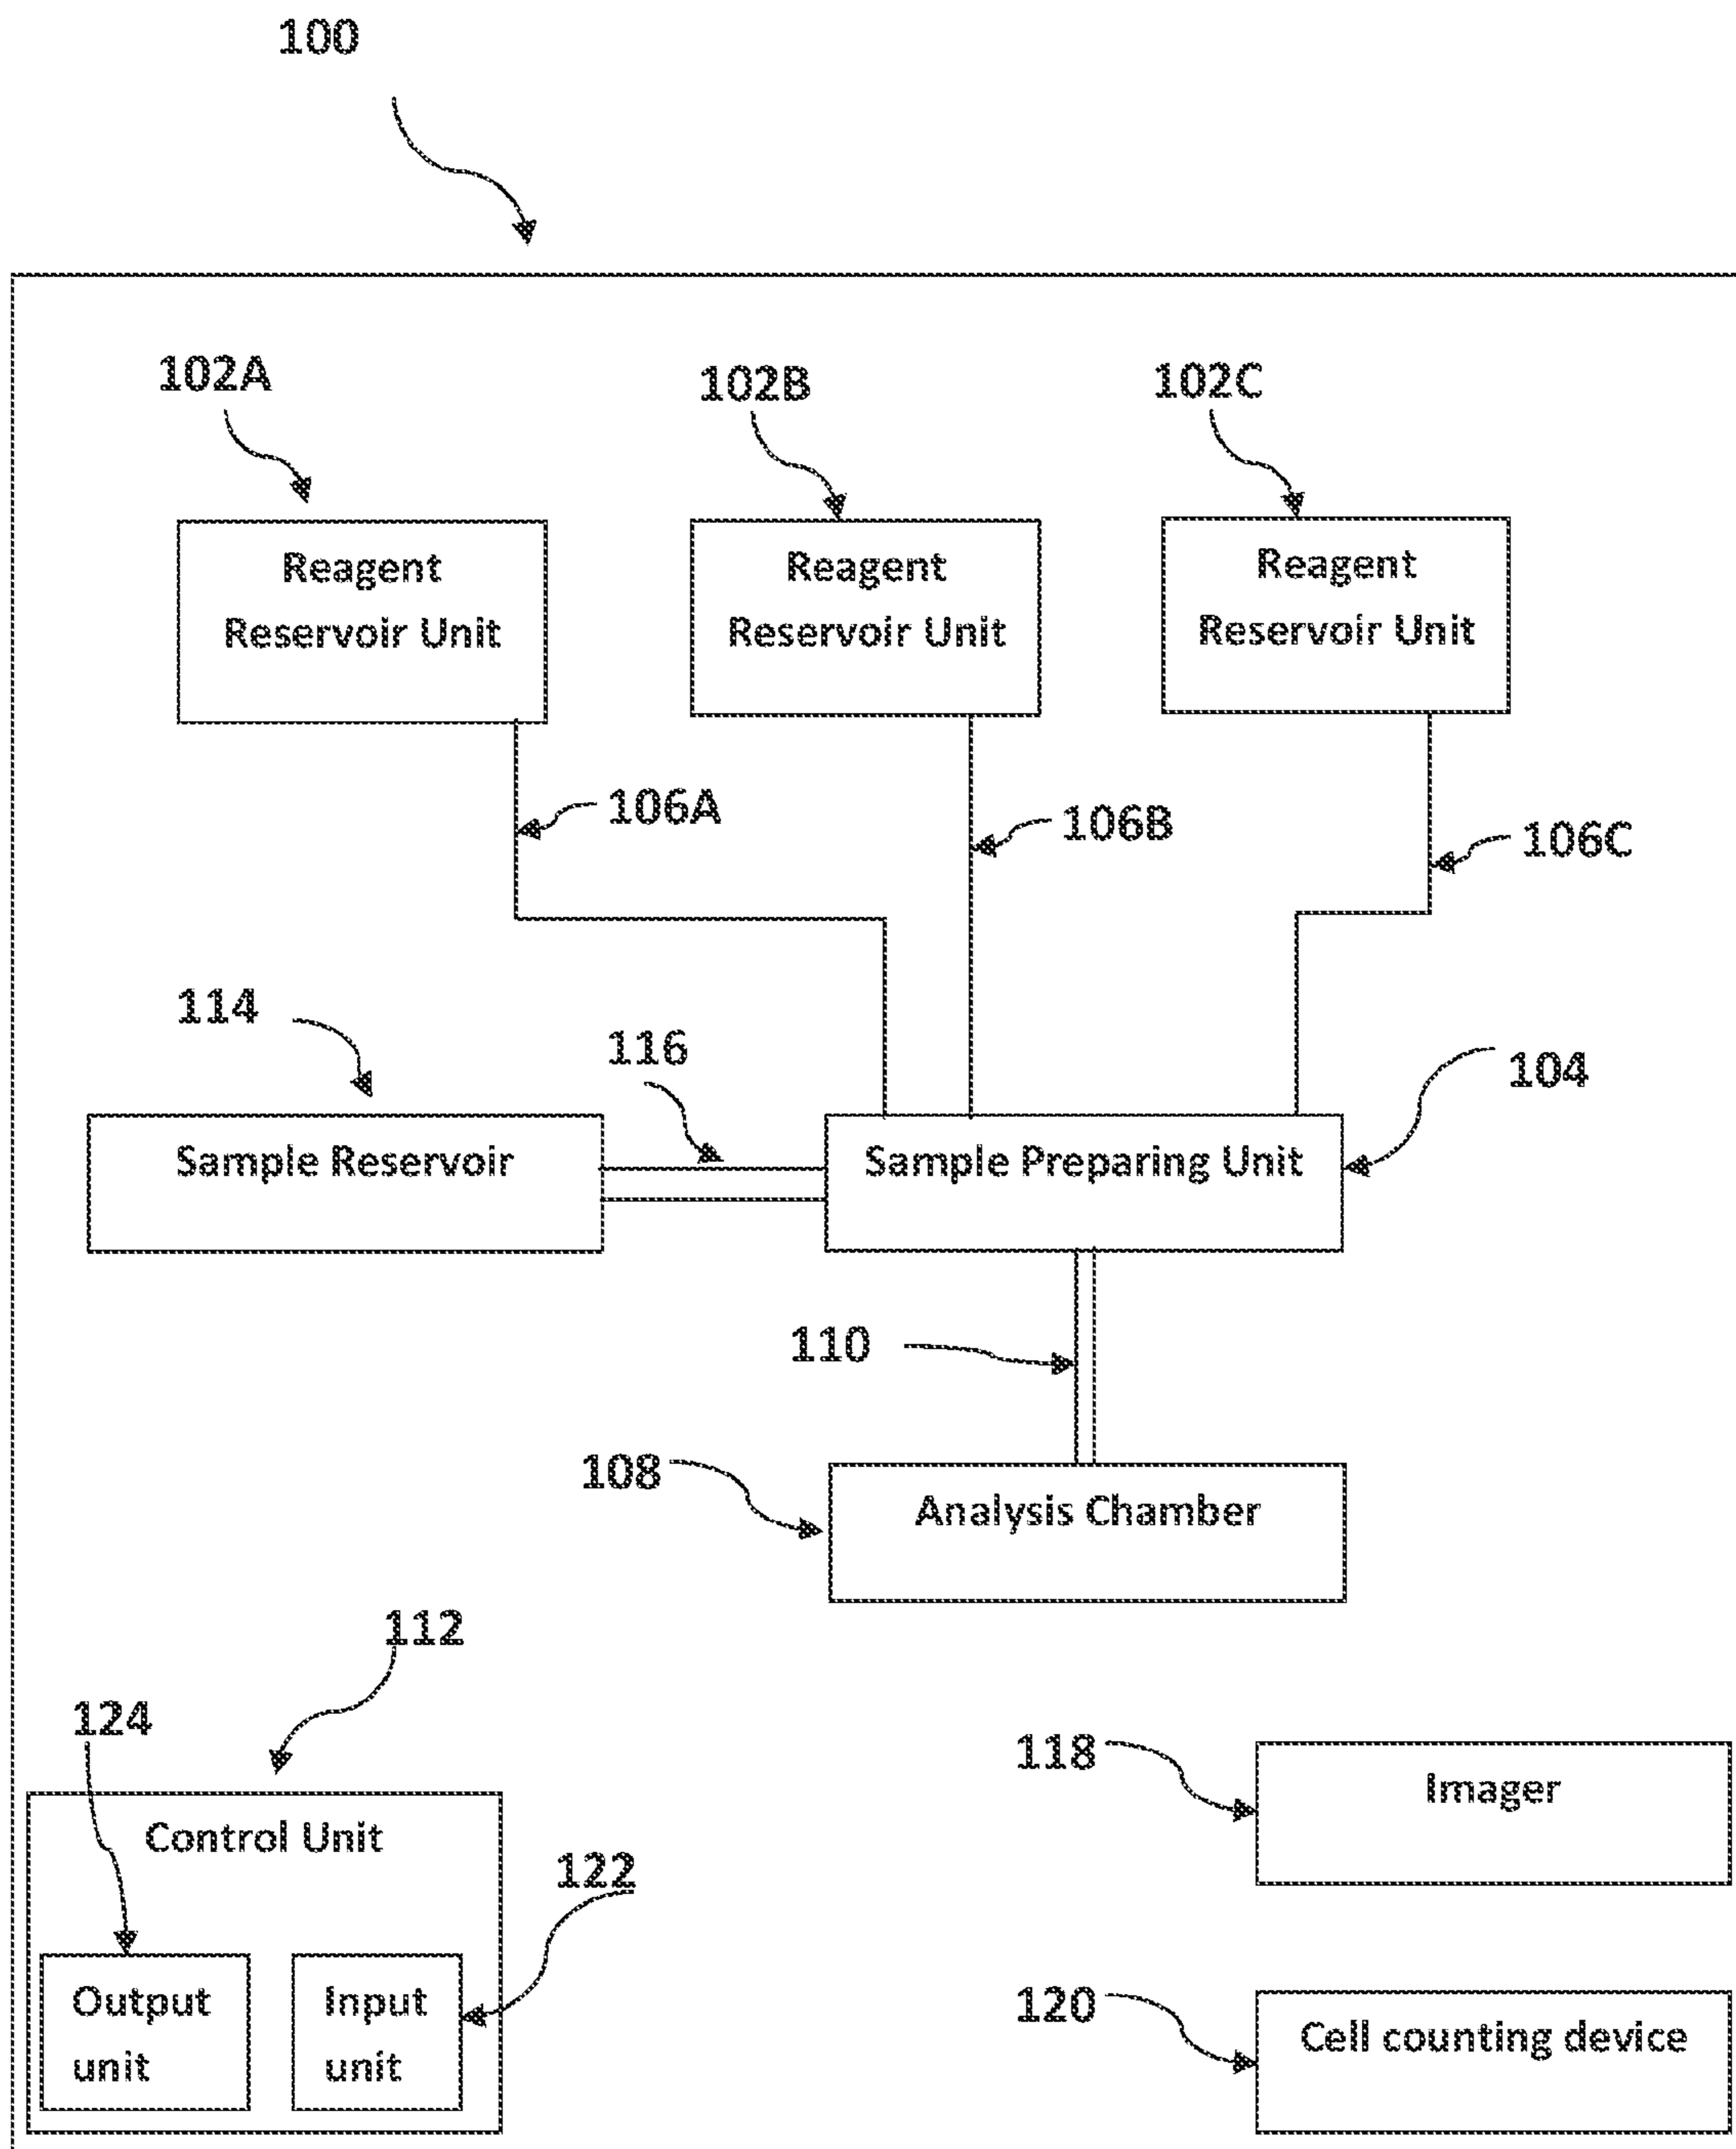 100
102A
102B
102C
Reagent
Reservoir Unit
Reagent
Reservoir Unit
Reagent
Reservoir Unit
106A
106B
106C
114
116
104
Sample Reservoir
Sample Preparing Unit
110
108
Analysis Chamber
112
124
118
Imager
Control Unit
122
Output
unit
Input
unit
120
Cell counting device